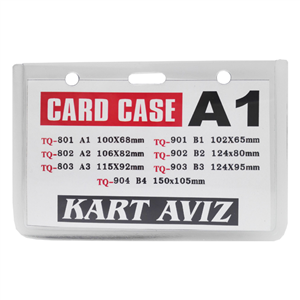 CARD CASE A1
TQ-801 A1 100X68mm TQ-901 B1 102X65mm
TQ-802 A2 106X82mm TQ-902 B2 124x80mm
TQ-803 A3 115X92mm TQ-903 B3 124X95mm
TQ-904 B4 150x105mm
KART AVIZ